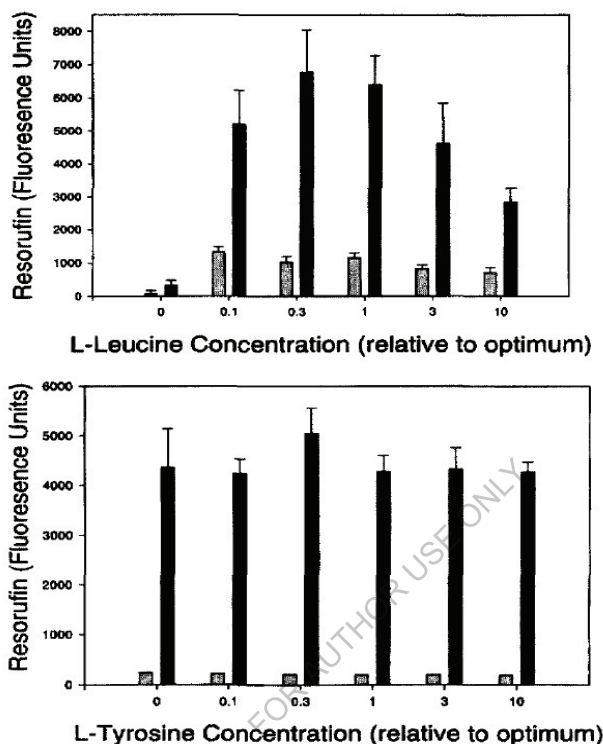 Resorufin (Fluoresence Units)
8000
7000
6000
5000
4000
3000
2000
1000
0
0 0.1 0.3 1 3 10
L-Leucine Concentration (relative to optimum)
Resorufin (Fluoresence Units)
6000
5000
4000
3000
2000
1000
0
0 0.1 0.3 1 3 10
L-Tyrosine Concentration (relative to optimum)
FOR AUTHOR USE ONLY